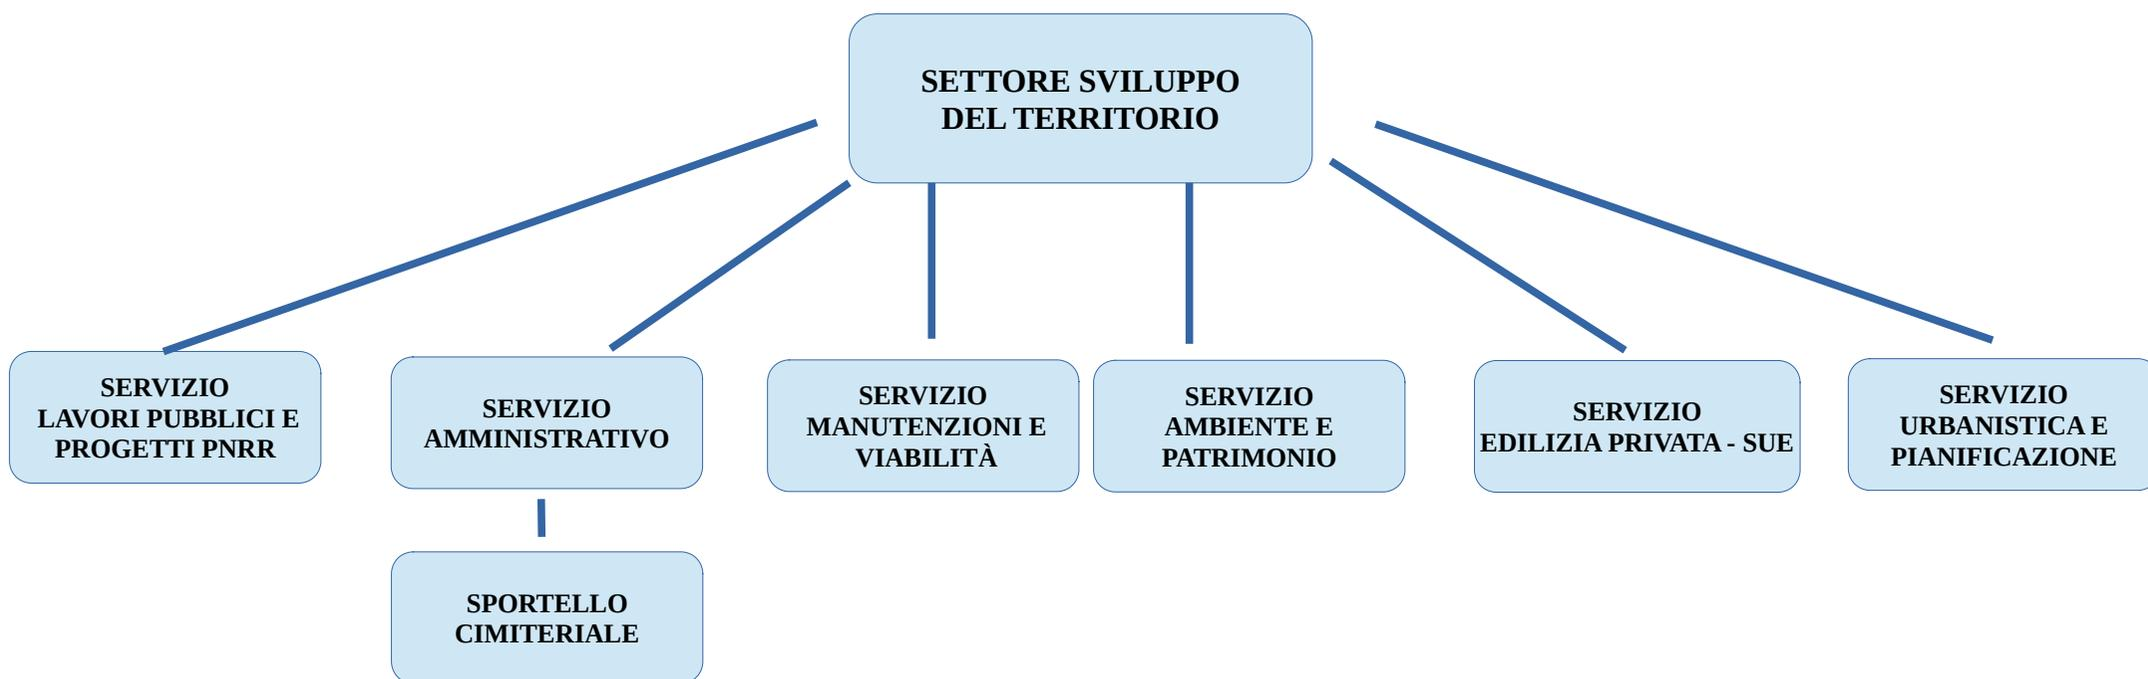 SETTORE SVILUPPO
DEL TERRITORIO
SERVIZIO
LAVORI PUBBLICI E
PROGETTI PNRR
SERVIZIO
AMMINISTRATIVO
SERVIZIO
MANUTENZIONI E
VIABILITÀ
SERVIZIO
AMBIENTE E
PATRIMONIO
SERVIZIO
EDILIZIA PRIVATA - SUE
SERVIZIO
URBANISTICA E
PIANIFICAZIONE
SPORTELLO
CIMITERIALE